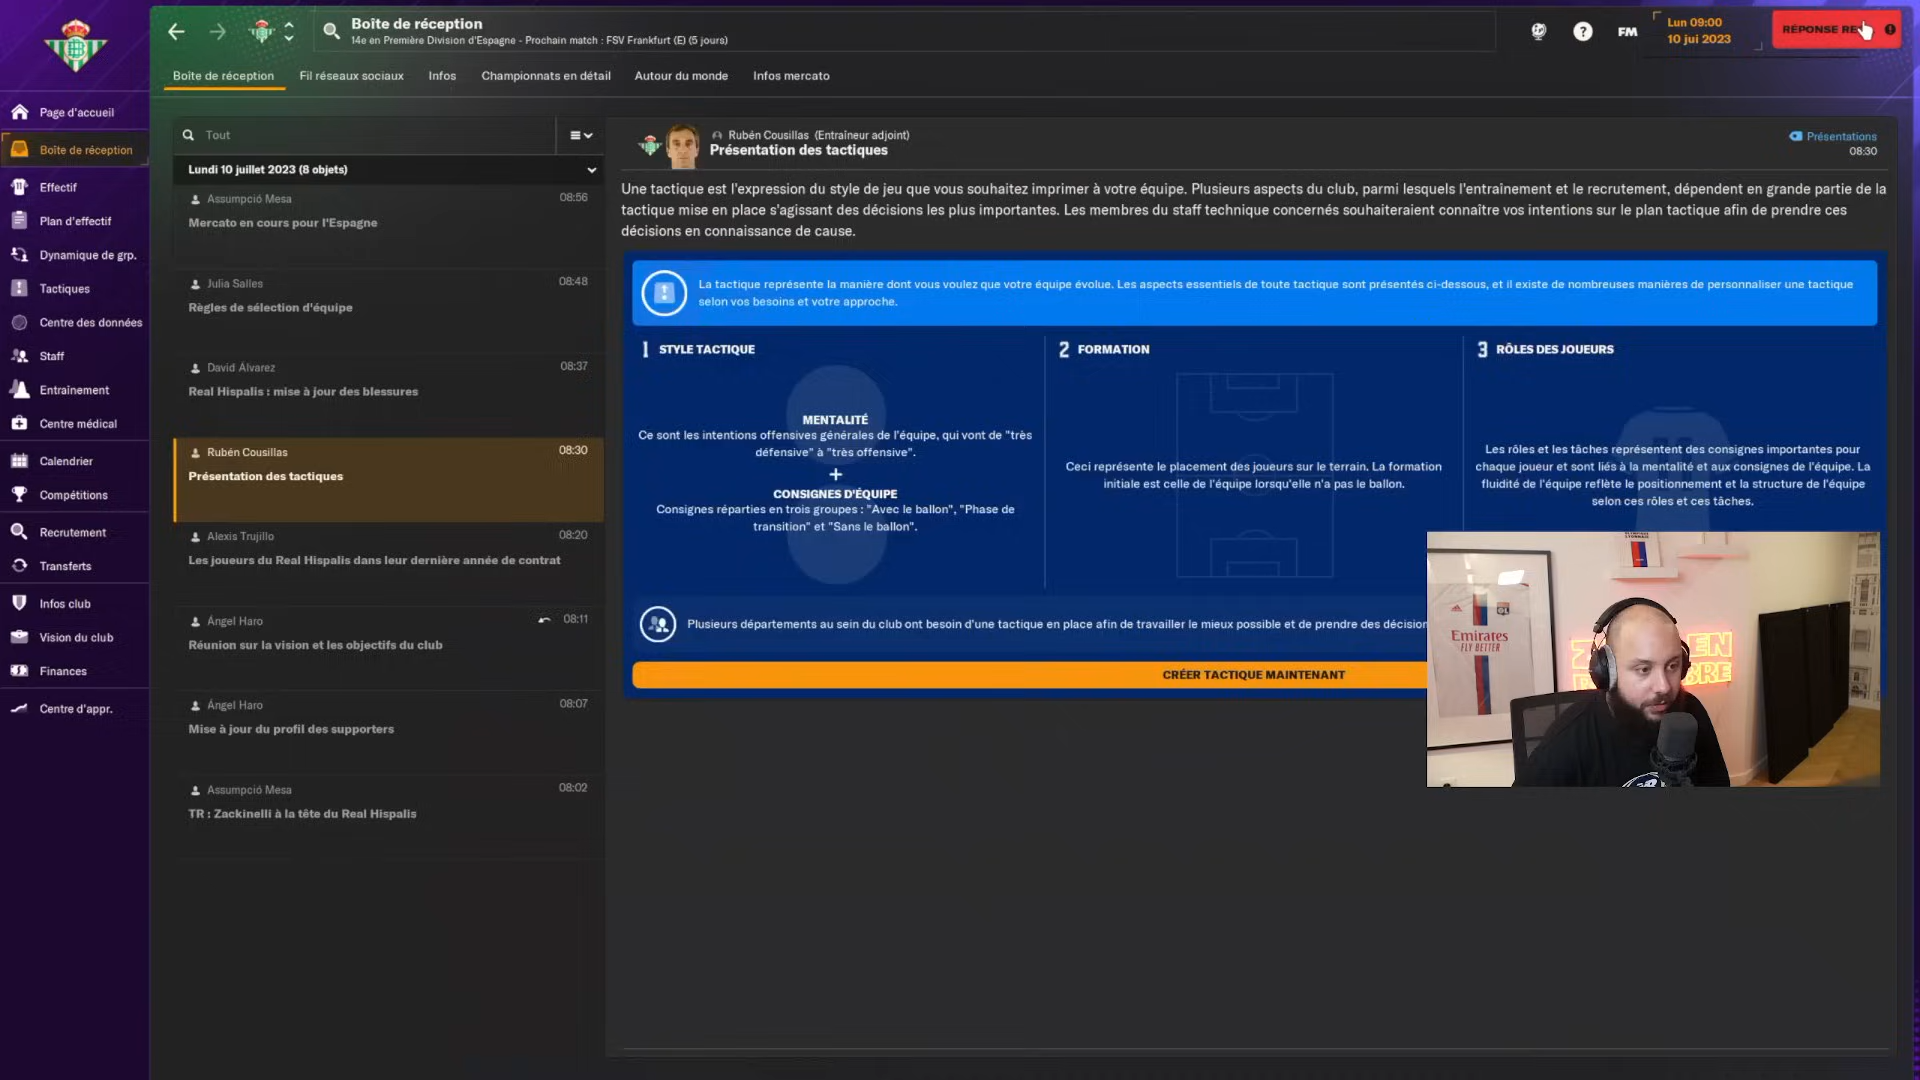 Boîte de réception
14e en Première Division d'Espagne - Prochain match : FSV Frankfurt (E) (5 jours)
FM
Lun 09:00
10 jui 2023
RÉPONSE RE
Boîte de réception
Fil réseaux sociaux
Infos
Championnats en détail
Autour du monde
Infos mercato
Page d'accueil
Boîte de réception
Effectif
Plan d'effectif
Dynamique de grp.
Tactiques
Centre des données
Staff
Entraînement
Centre médical
Calendrier
Compétitions
Recrutement
Transferts
Infos club
Vision du club
Finances
Centre d'appr.
Tout
Lundi 10 juillet 2023 (8 objets)
Assumpció Mesa 08:56
Mercato en cours pour l'Espagne
Julia Salles 08:48
Règles de sélection d'équipe
David Álvarez 08:37
Real Hispalis : mise à jour des blessures
Rubén Cousillas 08:30
Présentation des tactiques
Alexis Trujillo 08:20
Les joueurs du Real Hispalis dans leur dernière année de contrat
Ángel Haro 08:11
Réunion sur la vision et les objectifs du club
Ángel Haro 08:07
Mise à jour du profil des supporters
Assumpció Mesa 08:02
TR : Zackinelli à la tête du Real Hispalis
Rubén Cousillas (Entraîneur adjoint)
Présentation des tactiques
Présentations
08:30
Une tactique est l'expression du style de jeu que vous souhaitez imprimer à votre équipe. Plusieurs aspects du club, parmi lesquels l'entraînement et le recrutement, dépendent en grande partie de la
tactique mise en place s'agissant des décisions les plus importantes. Les membres du staff technique concernés souhaiteraient connaître vos intentions sur le plan tactique afin de prendre ces
décisions en connaissance de cause.
La tactique représente la manière dont vous voulez que votre équipe évolue. Les aspects essentiels de toute tactique sont présentés ci-dessous, et il existe de nombreuses manières de personnaliser une tactique
selon vos besoins et votre approche.
1 STYLE TACTIQUE
MENTALITÉ
Ce sont les intentions offensives générales de l'équipe, qui vont de "très
défensive" à "très offensive".
+
CONSIGNES D'ÉQUIPE
Consignes réparties en trois groupes : "Avec le ballon", "Phase de
transition" et "Sans le ballon".
2 FORMATION
Ceci représente le placement des joueurs sur le terrain. La formation
initiale est celle de l'équipe lorsqu'elle n'a pas le ballon.
3 RÔLES DES JOUEURS
Les rôles et les tâches représentent des consignes importantes pour
chaque joueur et sont liés à la mentalité et aux consignes de l'équipe. La
fluidité de l'équipe reflète le positionnement et la structure de l'équipe
selon ces rôles et ces tâches.
Plusieurs départements au sein du club ont besoin d'une tactique en place afin de travailler le mieux possible et de prendre des décision
CRÉER TACTIQUE MAINTENANT
Emirates
FLY BETTER
OL